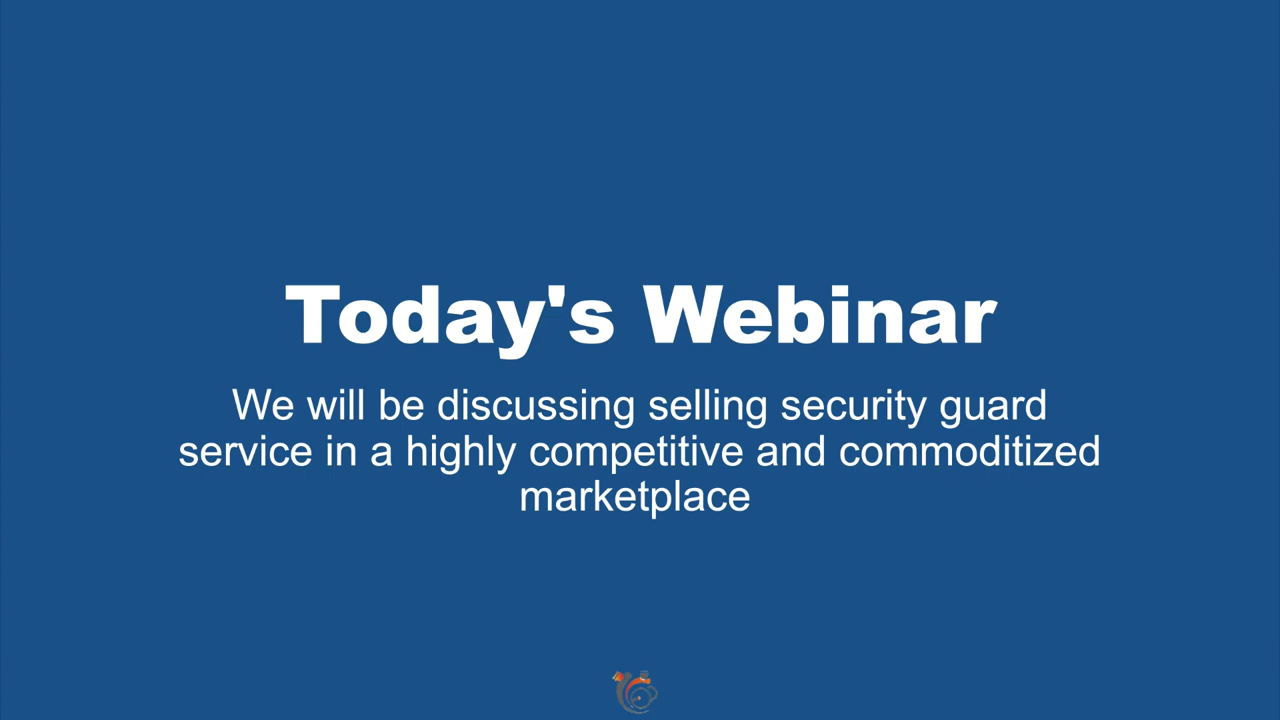 Today's Webinar
We will be discussing selling security guard
service in a highly competitive and commoditized
marketplace